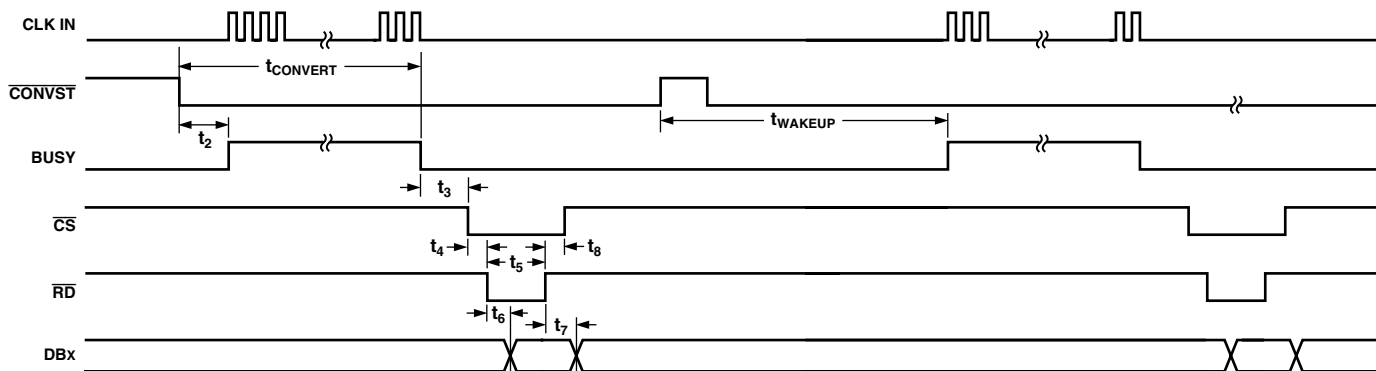 CLK IN
tCONVERT
CONVST
t2
tWAKEUP
BUSY
t3
CS
t4
t8
t5
RD
t6
t7
DBx